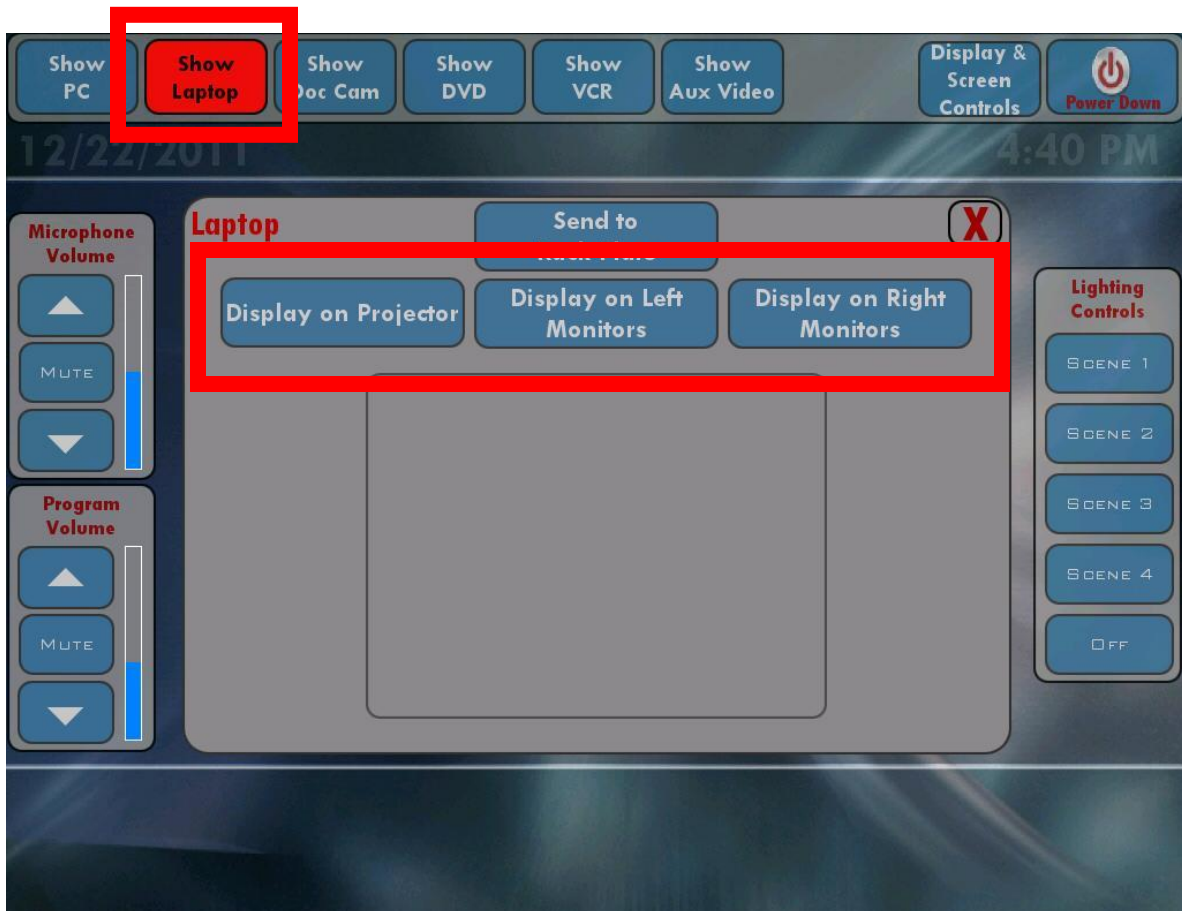 Show
PC
Show
Laptop
Show
Doc Cam
Show
DVD
Show
VCR
Show
Aux Video
Display &
Screen
Controls
Power Down
12/22/2011
4:40 PM
Microphone
Volume
MUTE
Program
Volume
MUTE
Laptop
Send to
X
Display on Projector
Display on Left
Monitors
Display on Right
Monitors
Lighting
Controls
SCENE 1
SCENE 2
SCENE 3
SCENE 4
OFF